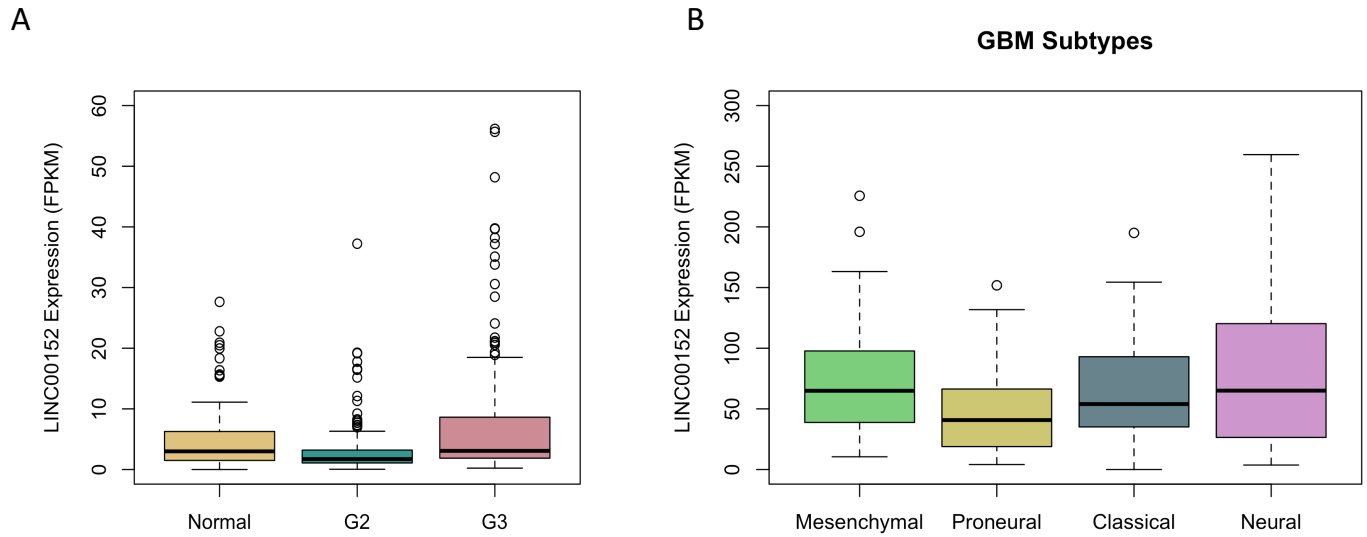 A
LINC00152 Expression (FPKM)
60
50
40
30
20
10
0
Normal G2 G3
B
GBM Subtypes
LINC00152 Expression (FPKM)
300
250
200
150
100
50
0
Mesenchymal Proneural Classical Neural